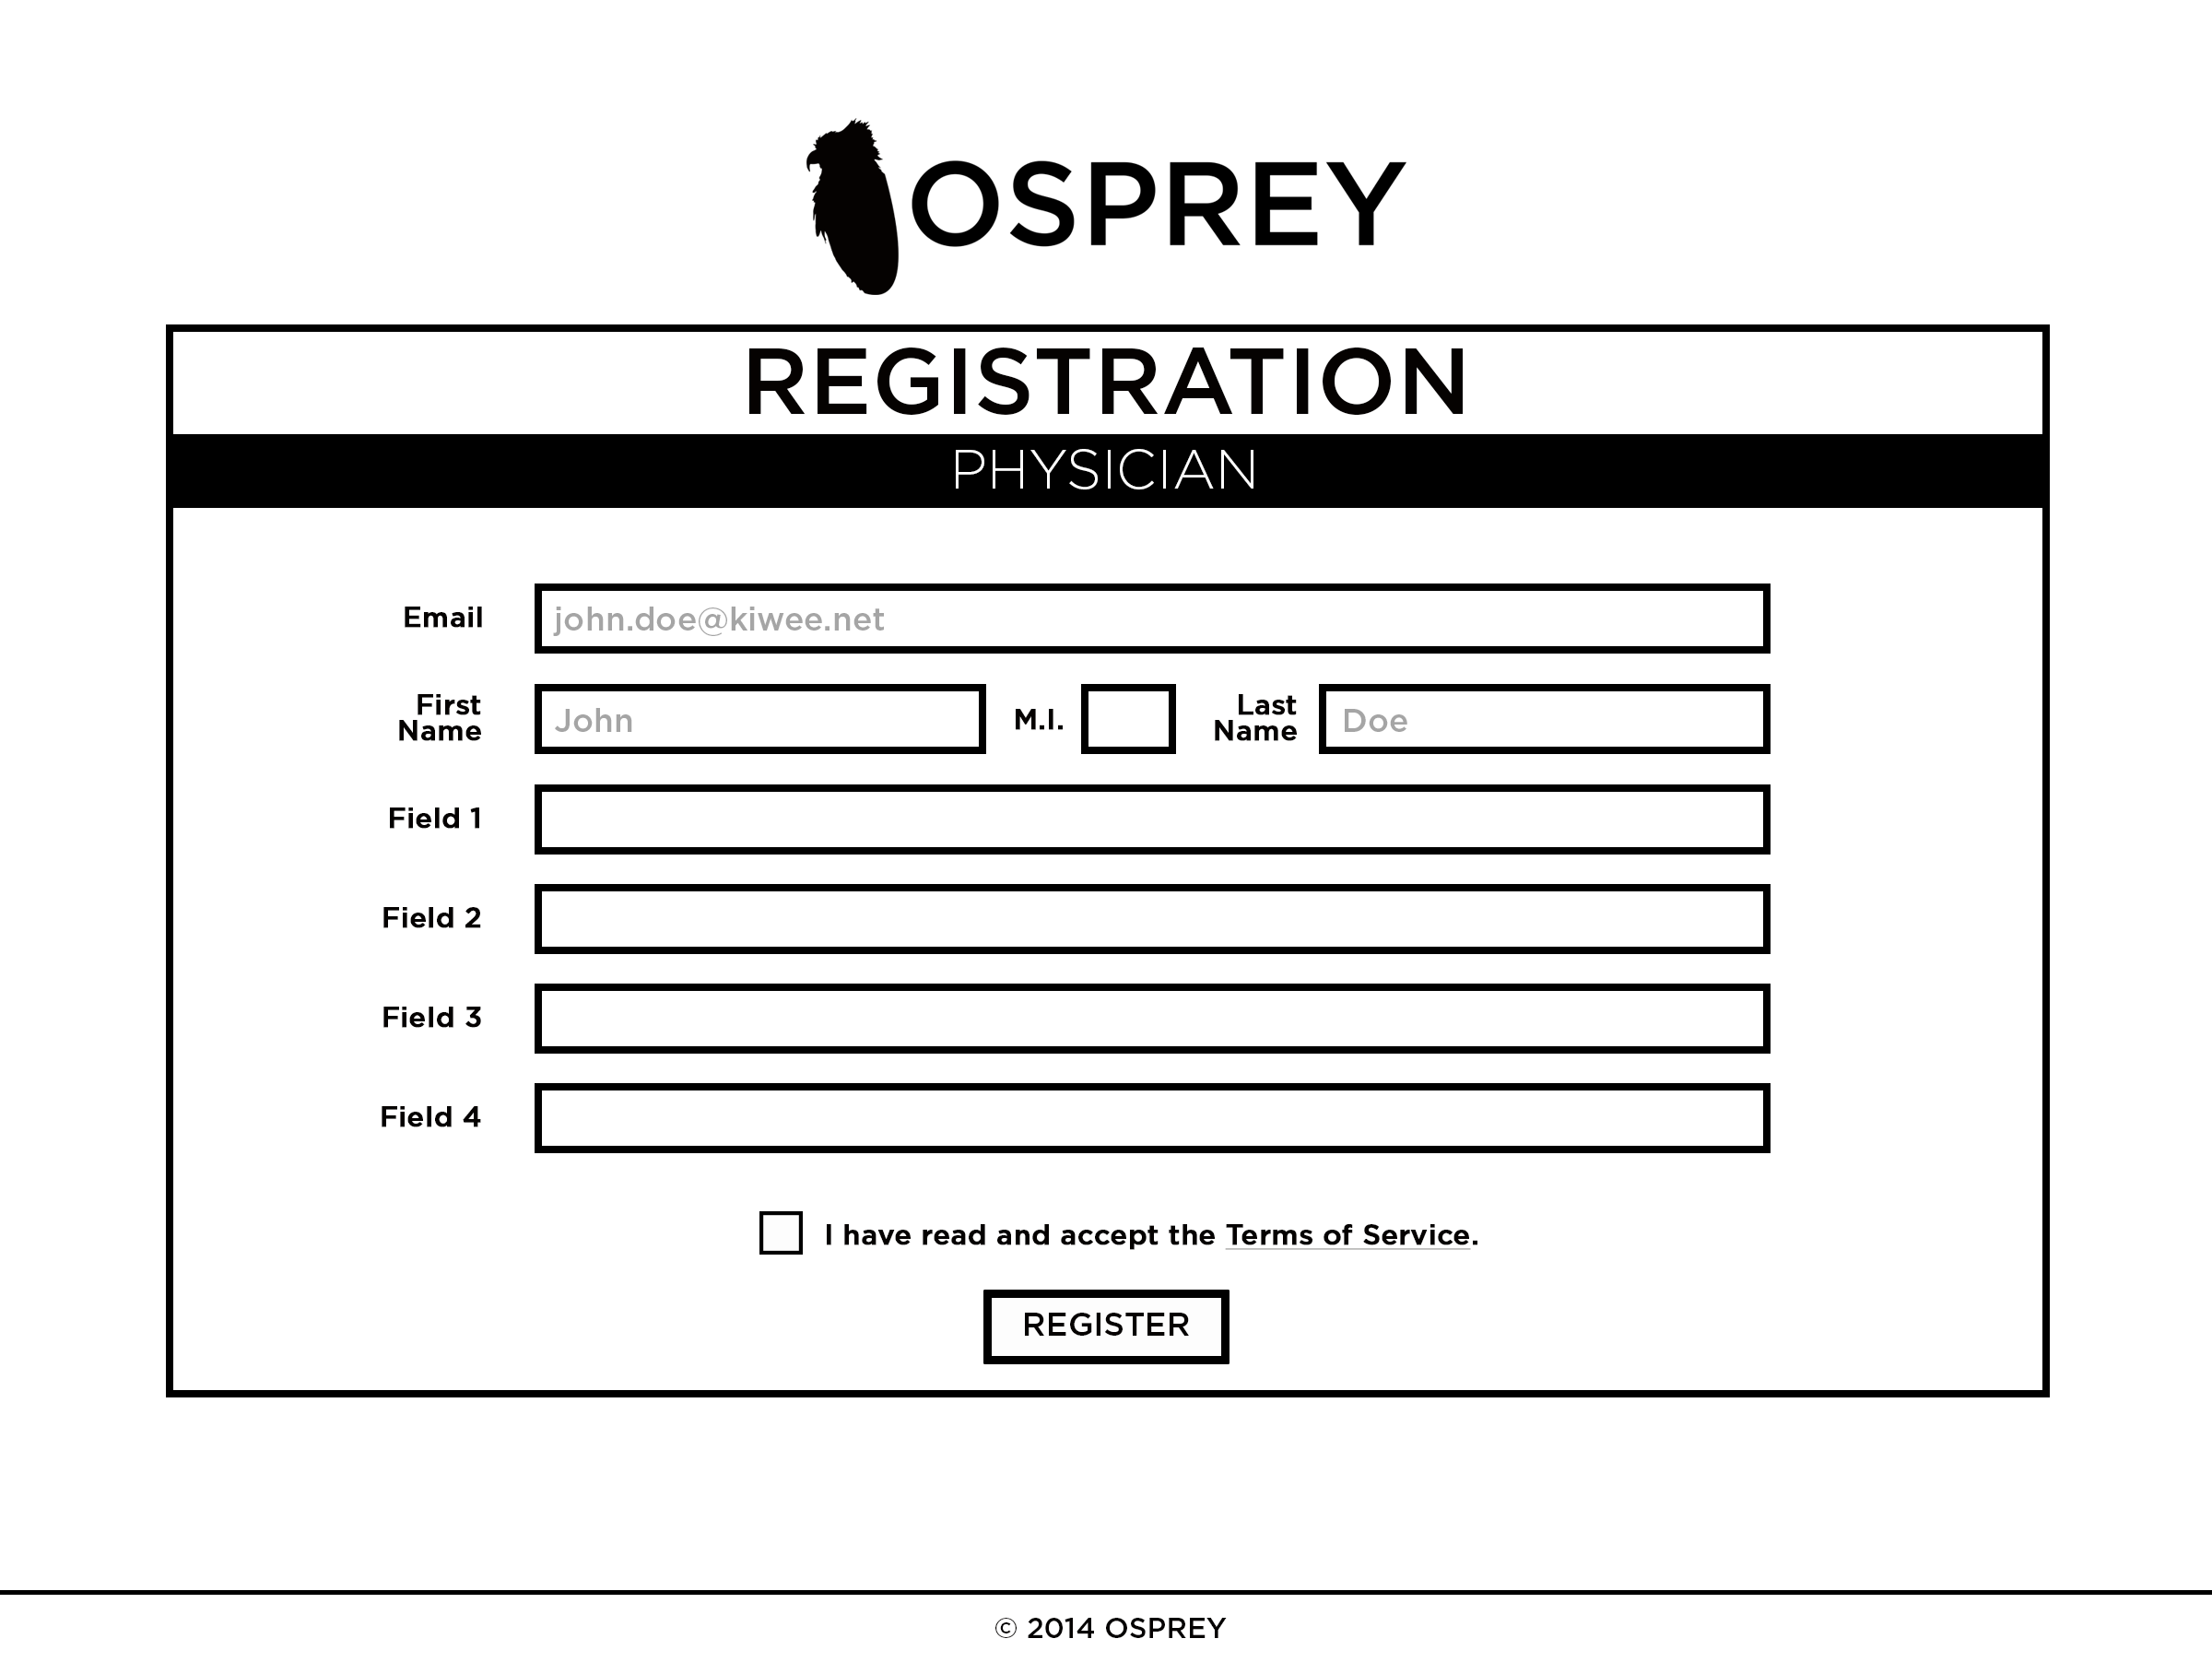 OSPREY
REGISTRATION
PHYSICIAN
Email john.doe@kiwee.net
First Name John M.I. Last Name Doe
Field 1
Field 2
Field 3
Field 4
I have read and accept the Terms of Service.
REGISTER
© 2014 OSPREY